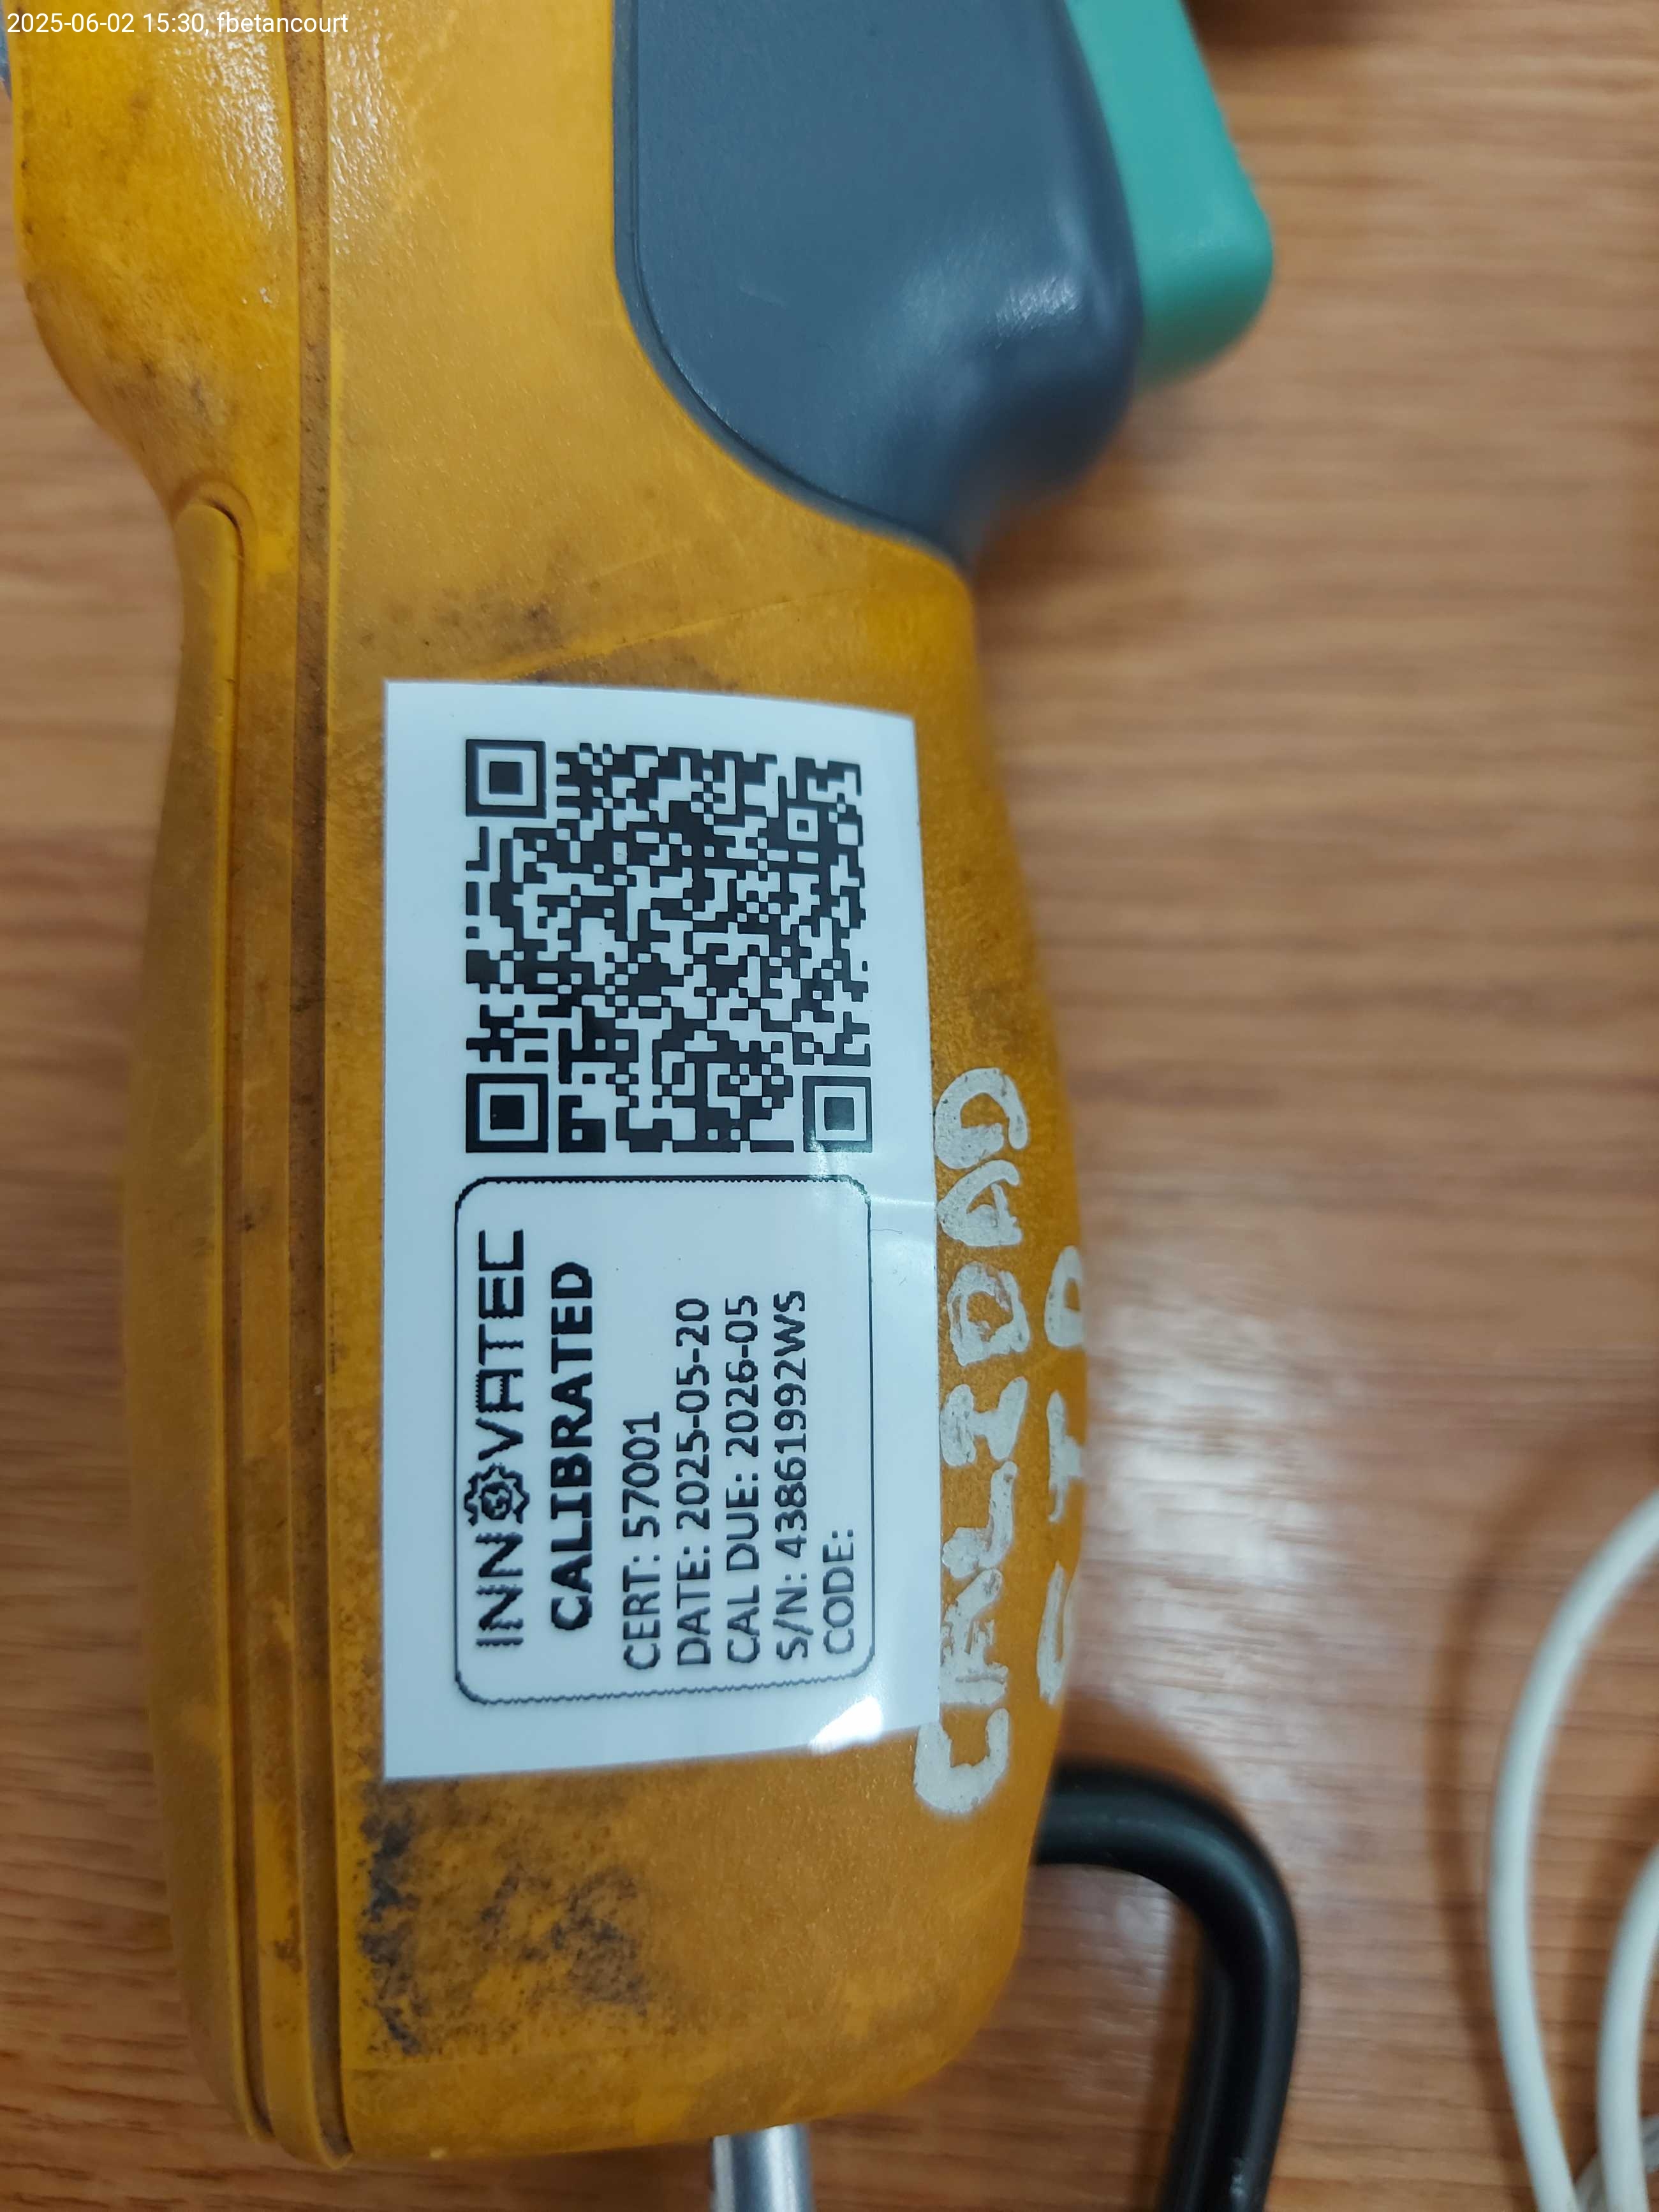 2025-06-02 15:30, fbetancourt
INNOVATEC
CALIBRATED
CERT: 57001
DATE: 2025-05-20
CAL DUE: 2026-05
S/N: 43861992WS
CODE:
CALIDAD